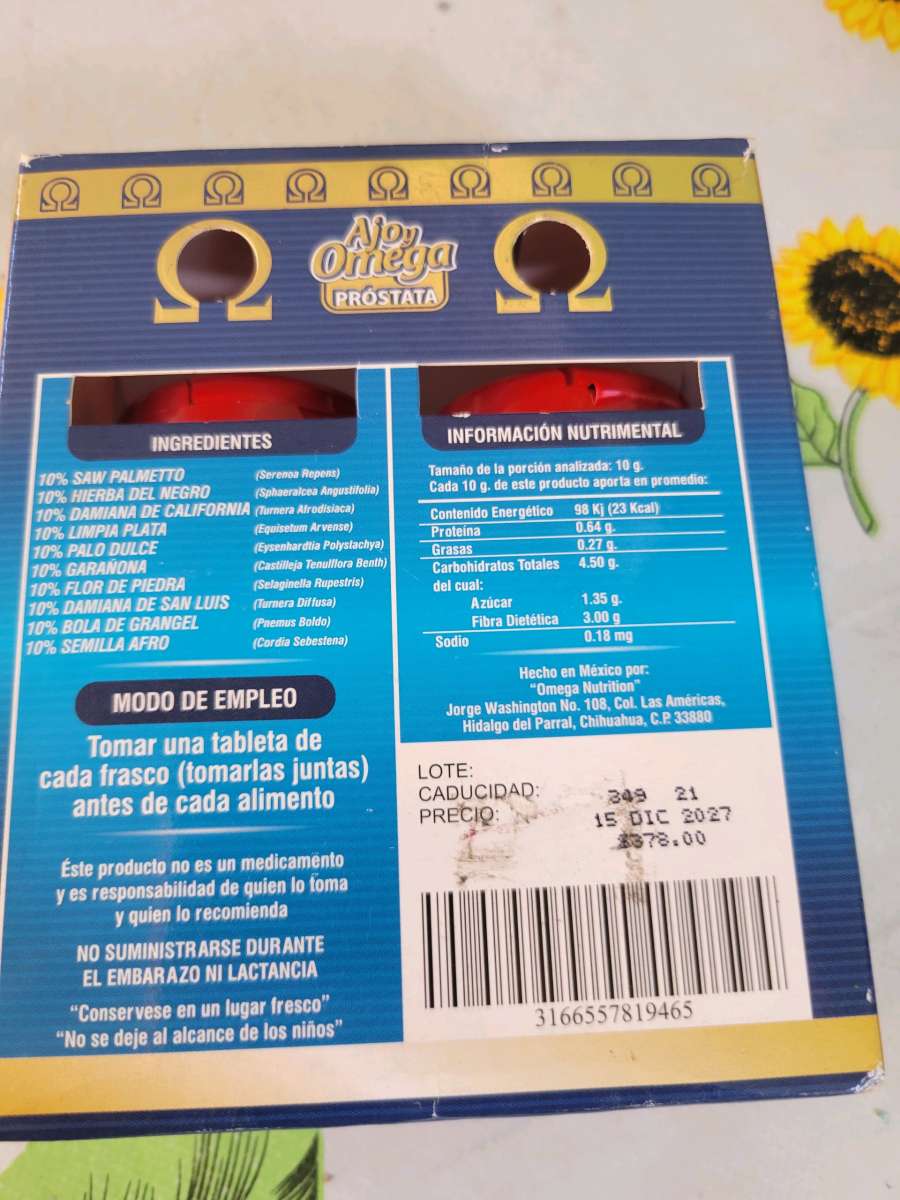 Ω Ω Ω Ω Ω Ω Ω Ω Ω
Ω Ajo y Ω
Omega
PRÓSTATA
INGREDIENTES
10% SAW PALMETTO (Serenoa Repens)
10% HIERBA DEL NEGRO (Sphaeralcea Angustifolia)
10% DAMIANA DE CALIFORNIA (Turnera Afrodisiaca)
10% LIMPIA PLATA (Equisetum Arvense)
10% PALO DULCE (Eysenhardtia Polystachya)
10% GARAÑONA (Castilleja Tenuiflora Benth)
10% FLOR DE PIEDRA (Selaginella Rupestris)
10% DAMIANA DE SAN LUIS (Turnera Diffusa)
10% BOLA DE GRANGEL (Pnemus Boldo)
10% SEMILLA AFRO (Cordia Sebestena)
MODO DE EMPLEO
Tomar una tableta de
cada frasco (tomarlas juntas)
antes de cada alimento
Éste producto no es un medicamento
y es responsabilidad de quien lo toma
y quien lo recomienda
NO SUMINISTRARSE DURANTE
EL EMBARAZO NI LACTANCIA
"Conservese en un lugar fresco"
"No se deje al alcance de los niños"
INFORMACIÓN NUTRIMENTAL
Tamaño de la porción analizada: 10 g.
Cada 10 g. de este producto aporta en promedio:
Contenido Energético 98 Kj (23 Kcal)
Proteína 0.64 g.
Grasas 0.27 g.
Carbohidratos Totales 4.50 g.
del cual:
Azúcar 1.35 g.
Fibra Dietética 3.00 g
Sodio 0.18 mg
Hecho en México por:
"Omega Nutrition"
Jorge Washington No. 108, Col. Las Américas,
Hidalgo del Parral, Chihuahua, C.P. 33880
LOTE: 349 21
CADUCIDAD: 15 DIC 2027
PRECIO: $378.00
3166557819465